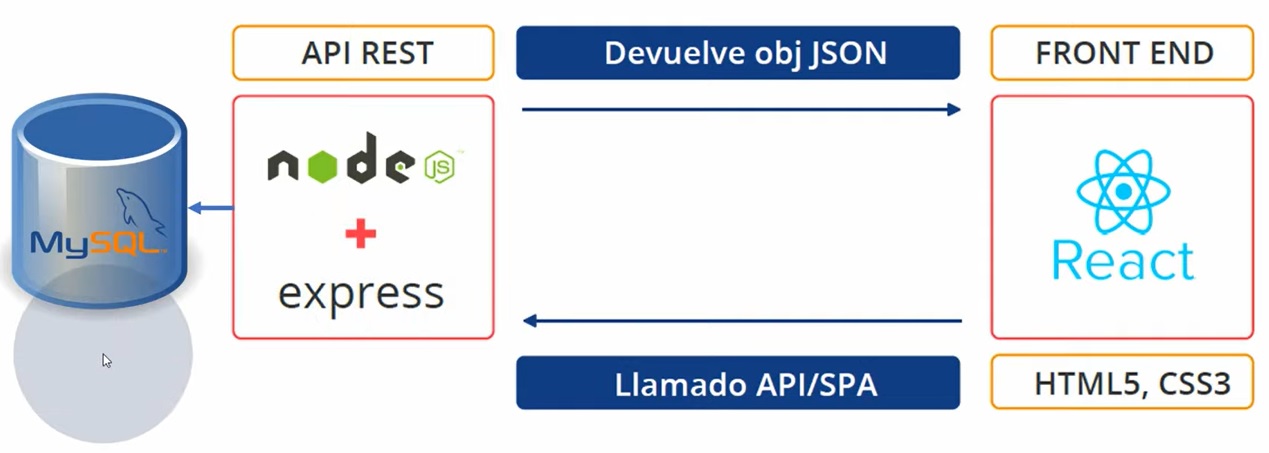 API REST
Devuelve obj JSON
FRONT END
MySQL
node
JS
+
express
React
Llamado API/SPA
HTML5, CSS3